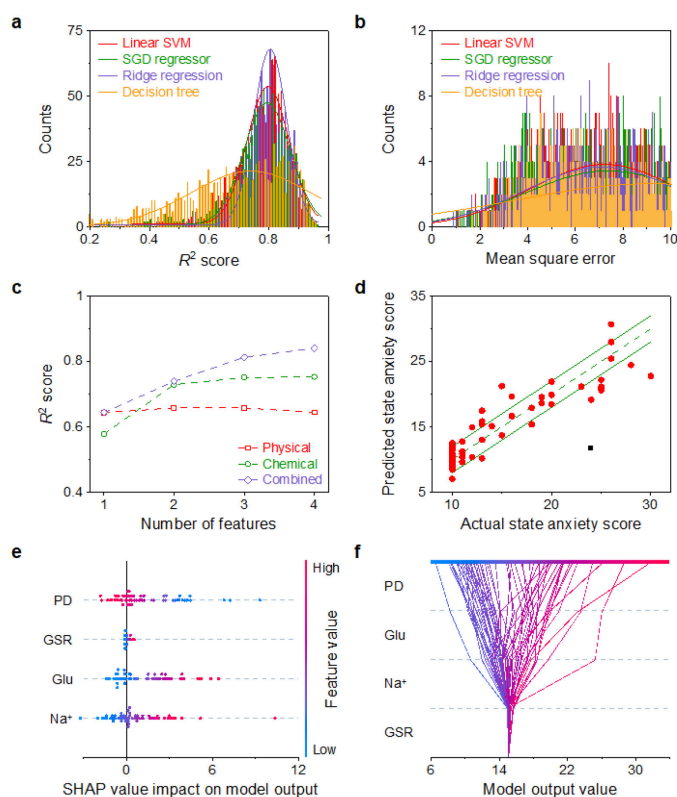 a
75
50
25
0
Counts
Linear SVM
SGD regressor
Ridge regression
Decision tree
0.2 0.4 0.6 0.8 1.0
R² score
b
12
8
4
0
Counts
Linear SVM
SGD regressor
Ridge regression
Decision tree
0 2 4 6 8 10
Mean square error
c
1
0.8
0.6
0.4
R² score
Physical
Chemical
Combined
1 2 3 4
Number of features
d
35
25
15
5
Predicted state anxiety score
5 10 15 20 25 30
Actual state anxiety score
e
PD
GSR
Glu
Na⁺
0 6 12
SHAP value impact on model output
High
Feature value
Low
f
PD
Glu
Na⁺
GSR
6 14 22 26 30
Model output value